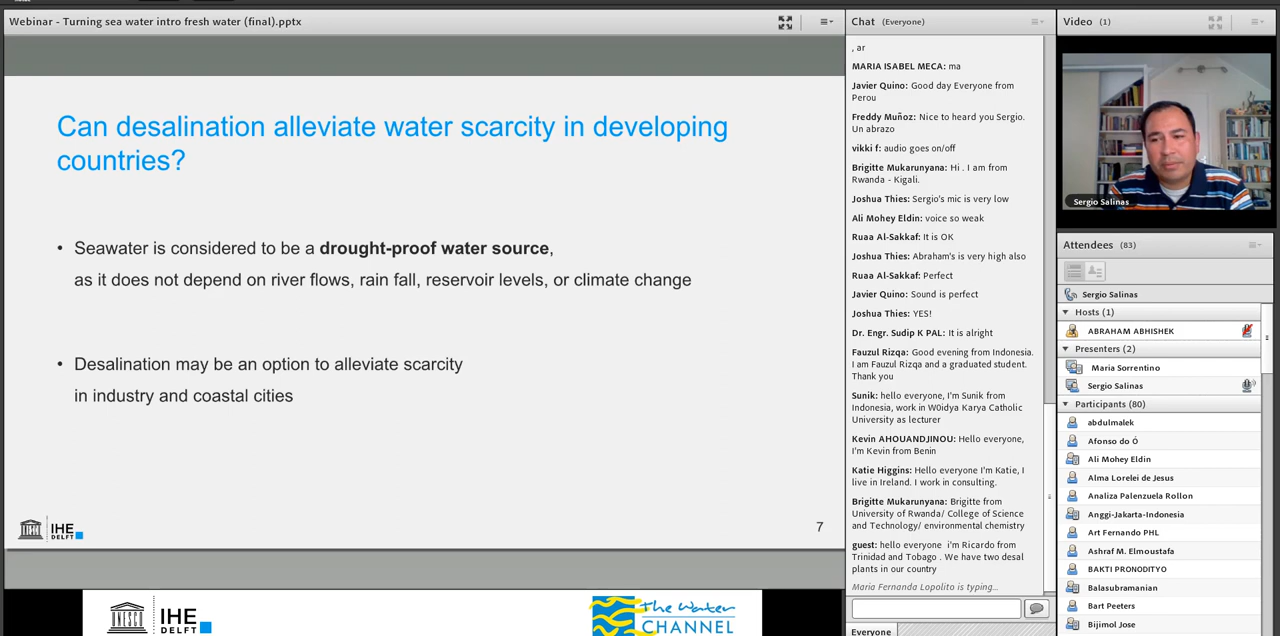 Webinar - Turning sea water intro fresh water (final).pptx
Can desalination alleviate water scarcity in developing
countries?
• Seawater is considered to be a drought-proof water source,
as it does not depend on river flows, rain fall, reservoir levels, or climate change
• Desalination may be an option to alleviate scarcity
in industry and coastal cities
UNESCO
IHE
DELFT
7
UNESCO
IHE
DELFT
The Water
CHANNEL
Chat (Everyone)
, ar
MARIA ISABEL MECA: ma
Javier Quino: Good day Everyone from
Perou
Freddy Muñoz: Nice to heard you Sergio.
Un abrazo
vikki f: audio goes on/off
Brigitte Mukarunyana: Hi . I am from
Rwanda - Kigali.
Joshua Thies: Sergio's mic is very low
Ali Mohey Eldin: voice so weak
Ruaa Al-Sakkaf: It is OK
Joshua Thies: Abraham's is very high also
Ruaa Al-Sakkaf: Perfect
Javier Quino: Sound is perfect
Joshua Thies: YES!
Dr. Engr. Sudip K PAL: It is alright
Fauzul Rizqa: Good evening from Indonesia.
I am Fauzul Rizqa and a graduated student.
Thank you
Sunik: hello everyone, I'm Sunik from
Indonesia, work in W0idya Karya Catholic
University as lecturer
Kevin AHOUANDJINOU: Hello everyone,
I'm Kevin from Benin
Katie Higgins: Hello everyone I'm Katie, I
live in Ireland. I work in consulting.
Brigitte Mukarunyana: Brigitte from
University of Rwanda/ College of Science
and Technology/ environmental chemistry
guest: hello everyone i'm Ricardo from
Trinidad and Tobago . We have two desal
plants in our country
Maria Fernanda Lopolito is typing...
Everyone
Video (1)
Sergio Salinas
Attendees (83)
Sergio Salinas
Hosts (1)
ABRAHAM ABHISHEK
Presenters (2)
Maria Sorrentino
Sergio Salinas
Participants (80)
abdulmalek
Afonso do Ó
Ali Mohey Eldin
Alma Lorelei de Jesus
Analiza Palenzuela Rollon
Anggi-Jakarta-Indonesia
Art Fernando PHL
Ashraf M. Elmoustafa
BAKTI PRONODITYO
Balasubramanian
Bart Peeters
Bijimol Jose